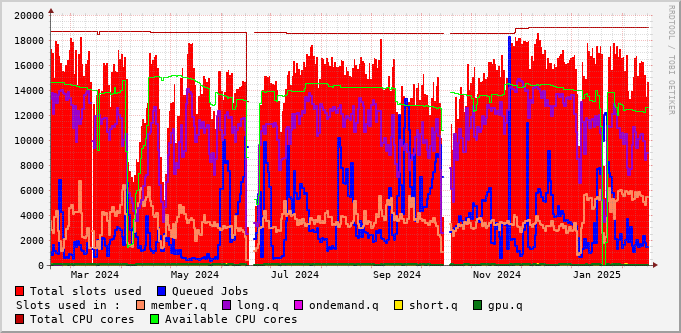 20000
18000
16000
14000
12000
10000
8000
6000
4000
2000
0
Mar 2024 May 2024 Jul 2024 Sep 2024 Nov 2024 Jan 2025
Total slots used Queued Jobs
Slots used in : member.q long.q ondemand.q short.q gpu.q
Total CPU cores Available CPU cores
RRDTOOL / TOBI OETIKER